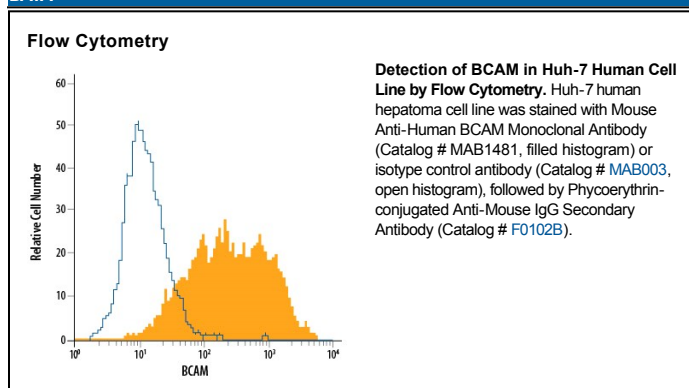 Flow Cytometry
Detection of BCAM in Huh-7 Human Cell
Line by Flow Cytometry. Huh-7 human
hepatoma cell line was stained with Mouse
Anti-Human BCAM Monoclonal Antibody
(Catalog # MAB1481, filled histogram) or
isotype control antibody (Catalog # MAB003,
open histogram), followed by Phycoerythrin-
conjugated Anti-Mouse IgG Secondary
Antibody (Catalog # F0102B).
Relative Cell Number
60
50
40
30
20
10
0
10⁰ 10¹ 10² 10³ 10⁴
BCAM